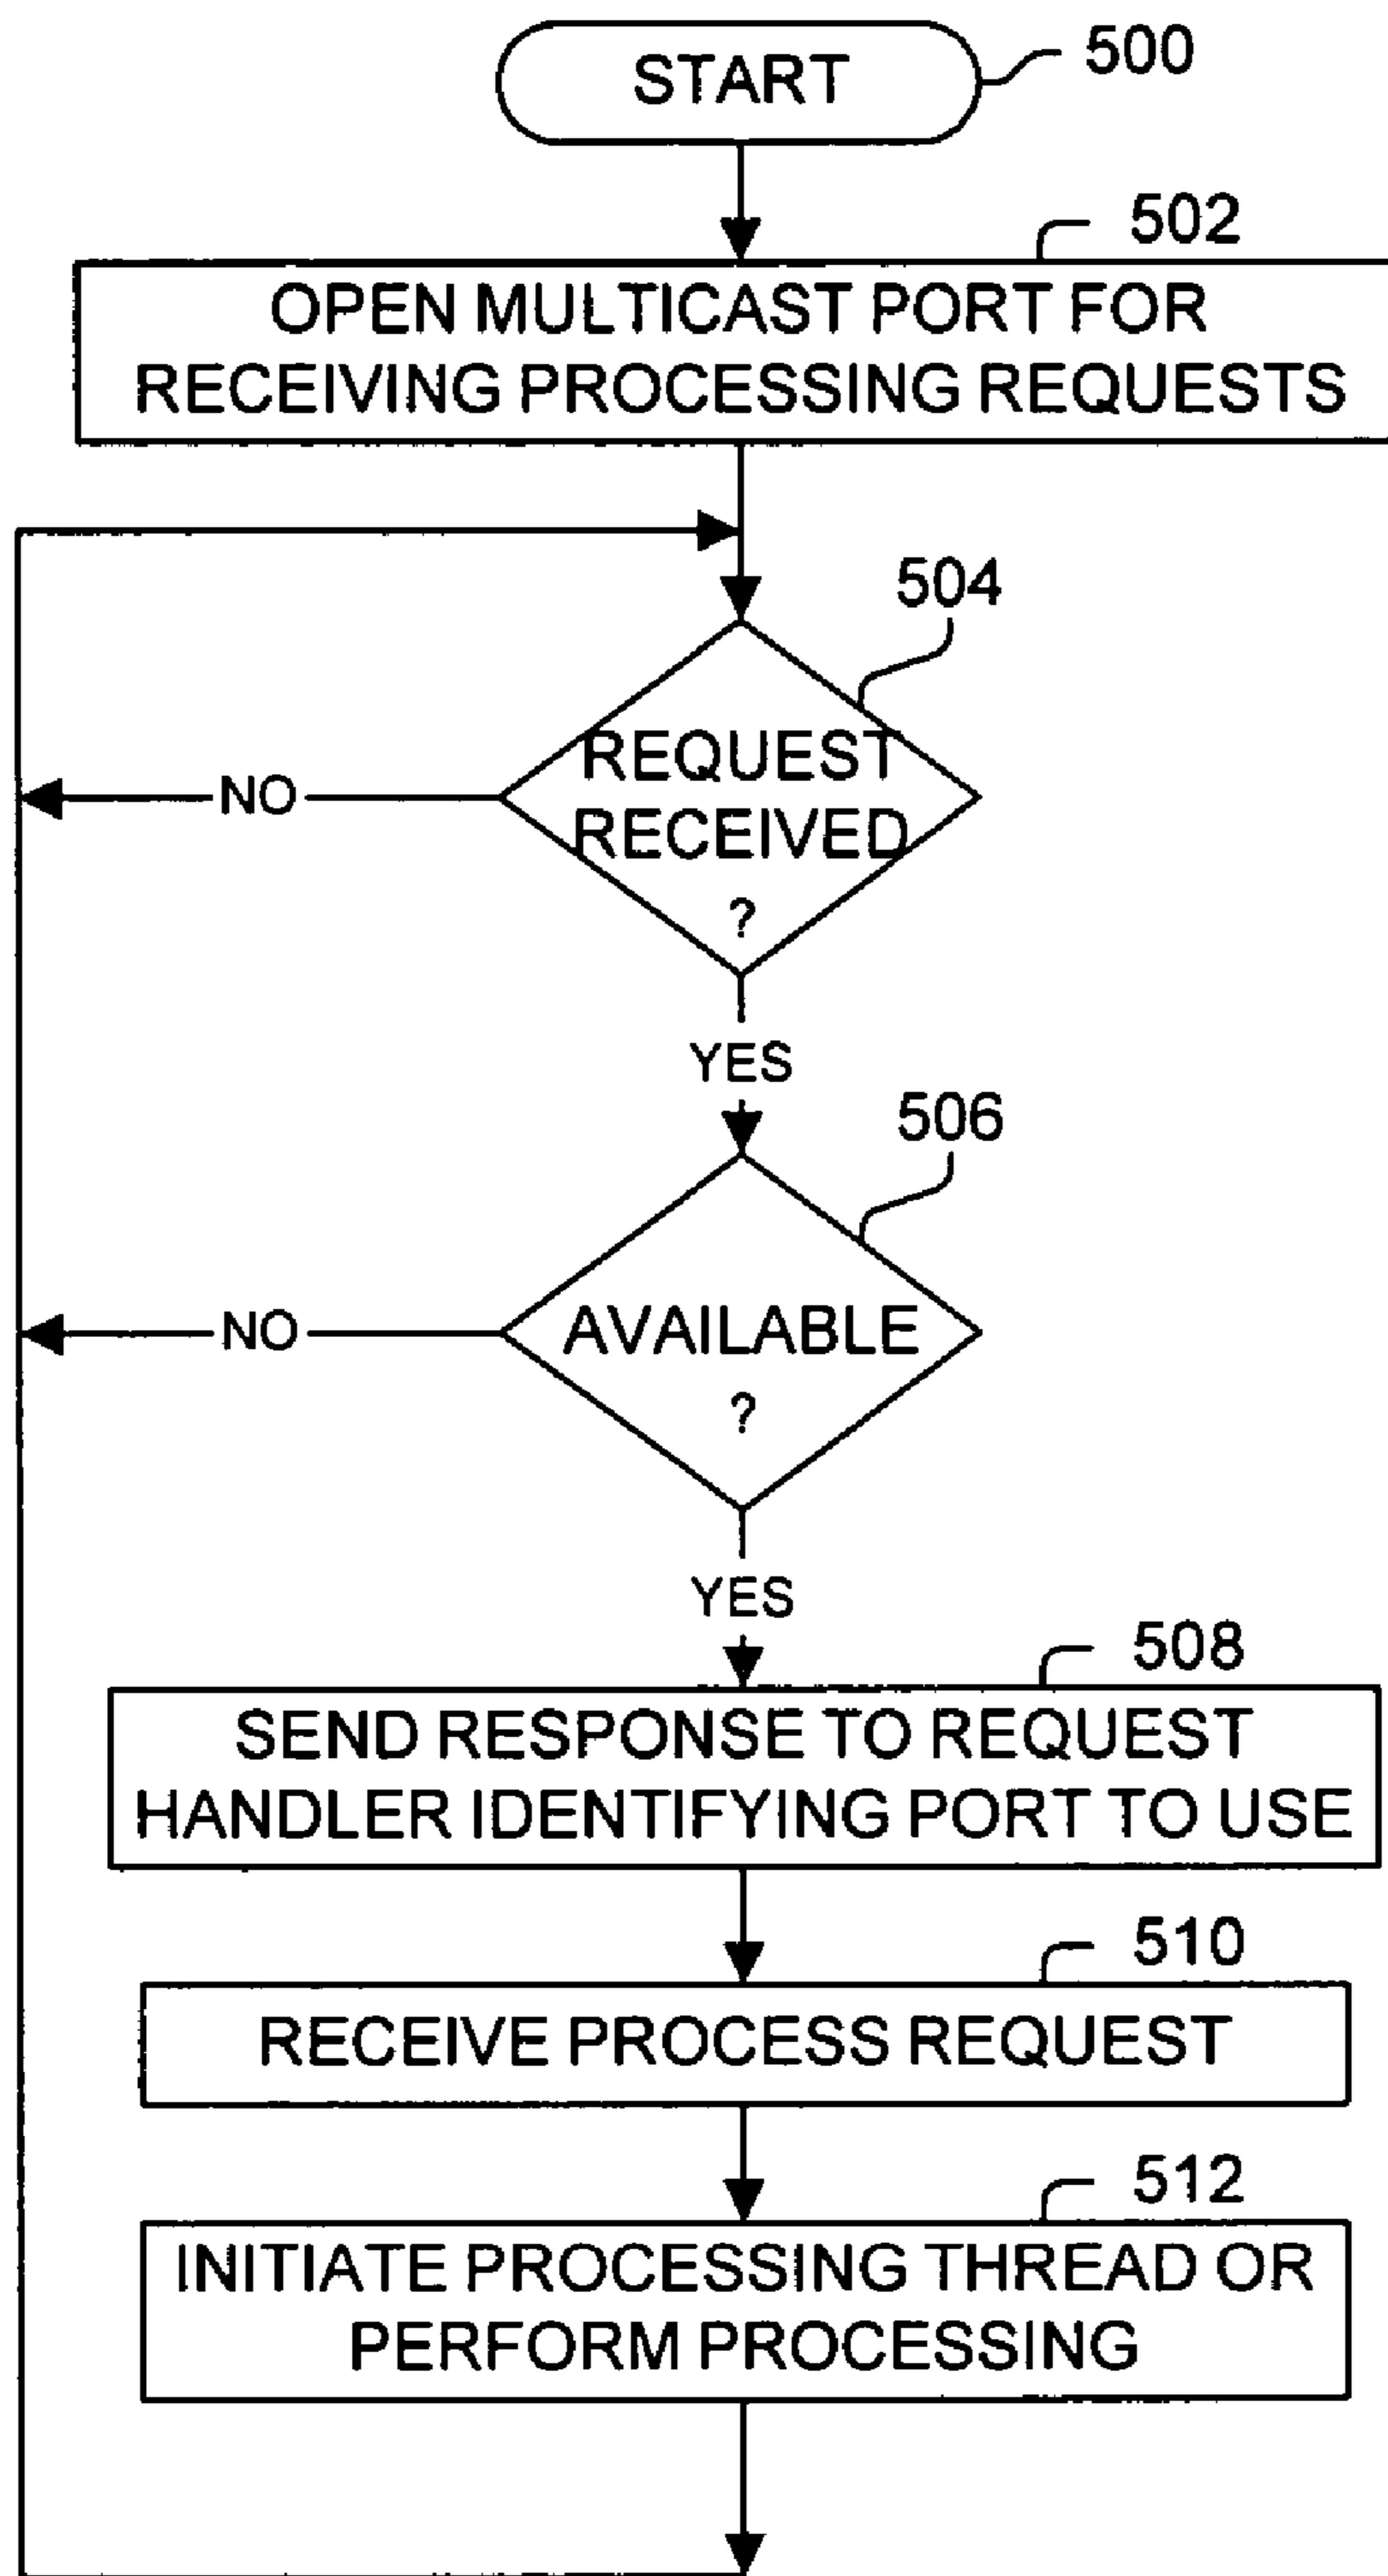 START
500
502
OPEN MULTICAST PORT FOR
RECEIVING PROCESSING REQUESTS
504
REQUEST
RECEIVED
?
NO
YES
506
AVAILABLE
?
NO
YES
508
SEND RESPONSE TO REQUEST
HANDLER IDENTIFYING PORT TO USE
510
RECEIVE PROCESS REQUEST
512
INITIATE PROCESSING THREAD OR
PERFORM PROCESSING